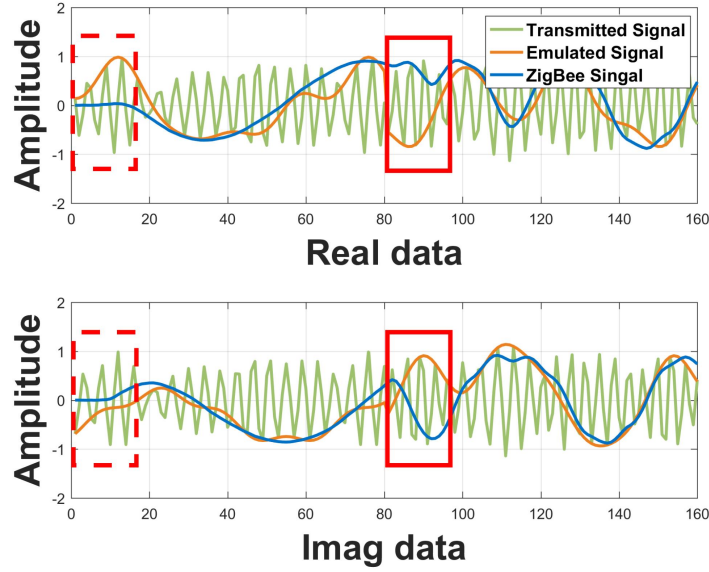 2
1
0
-1
-2
Amplitude
Transmitted Signal
Emulated Signal
ZigBee Singal
0 20 40 60 80 100 120 140 160
Real data
2
1
0
-1
-2
Amplitude
0 20 40 60 80 100 120 140 160
Imag data